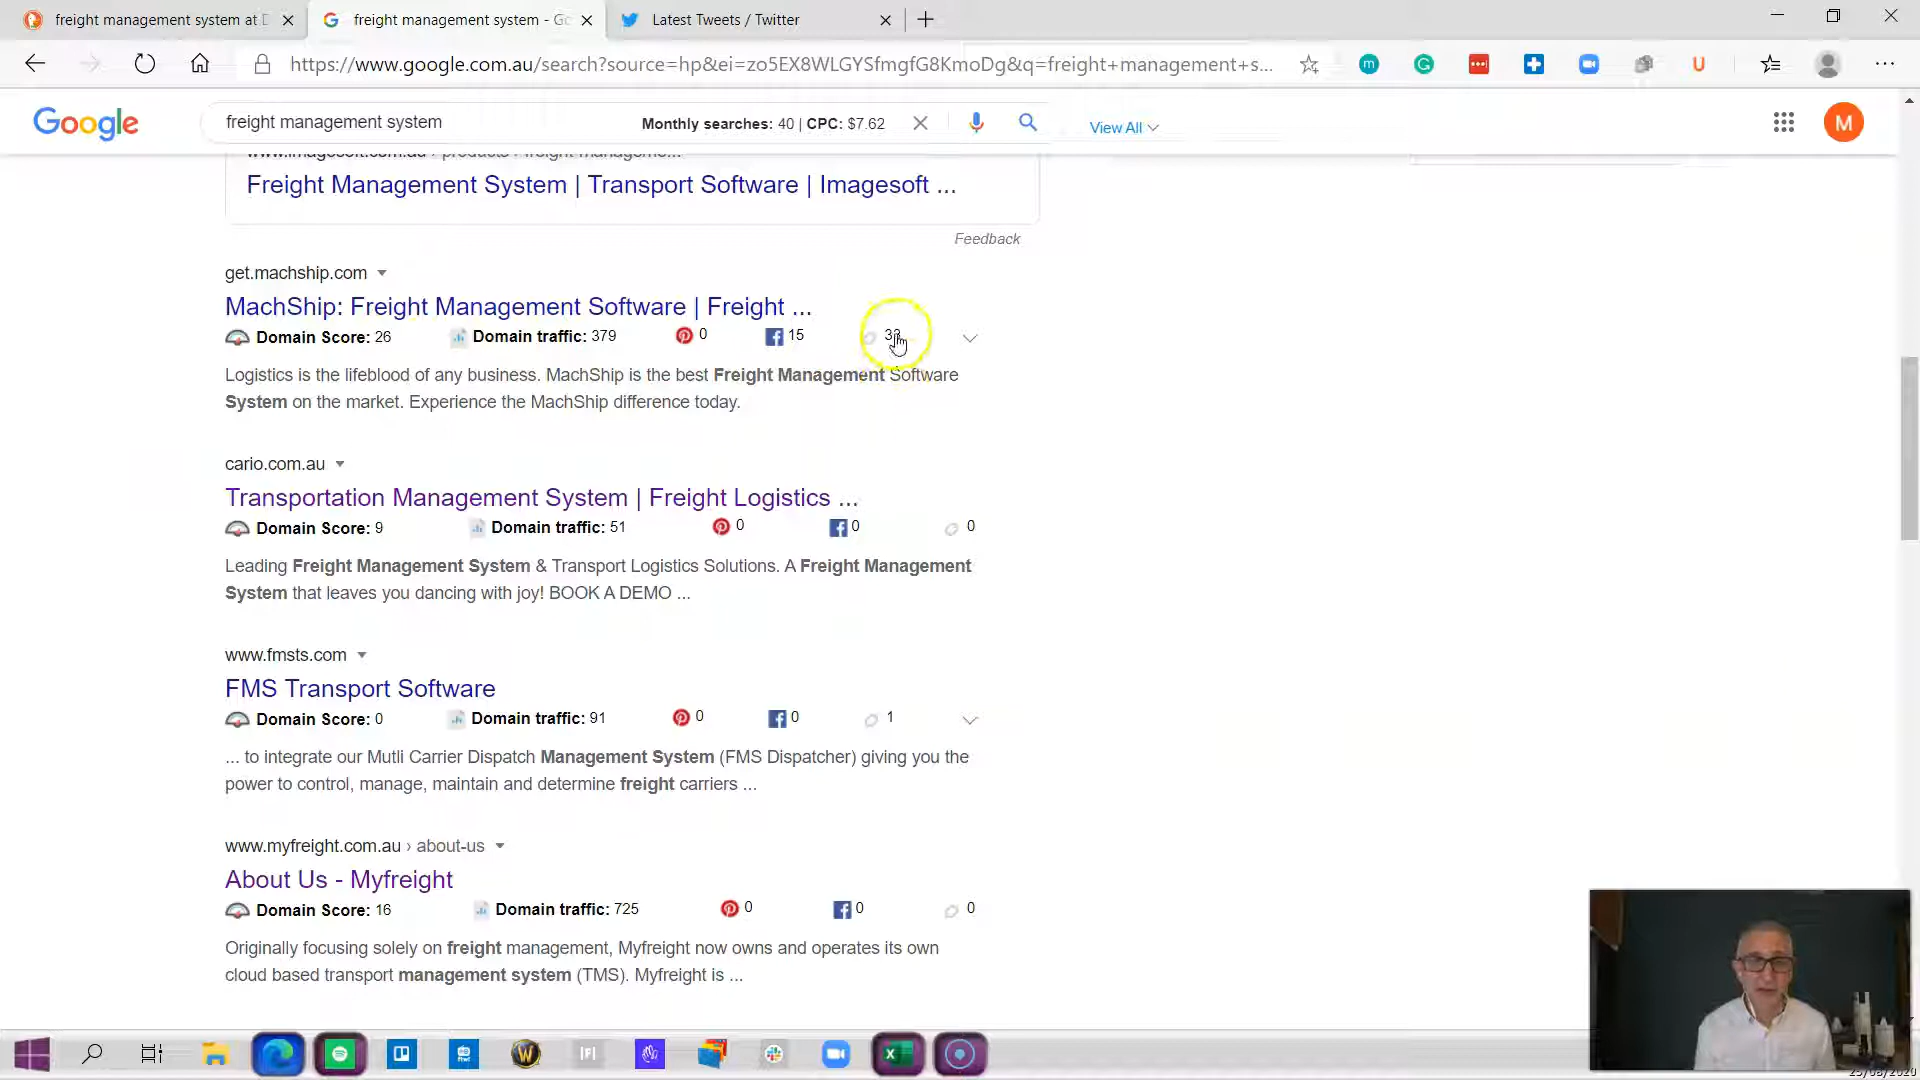 freight management system at D
freight management system - Go
Latest Tweets / Twitter
https://www.google.com.au/search?source=hp&ei=zo5EX8WLGYSfmgfG8KmoDg&q=freight+management+s...
Google
freight management system
Monthly searches: 40 | CPC: $7.62
View All
M
www.imagesoft.com.au › products › freight-manageme...
Freight Management System | Transport Software | Imagesoft ...
Feedback
get.machship.com
MachShip: Freight Management Software | Freight ...
Domain Score: 26
Domain traffic: 379
0
15
Logistics is the lifeblood of any business. MachShip is the best Freight Management Software
System on the market. Experience the MachShip difference today.
cario.com.au
Transportation Management System | Freight Logistics ...
Domain Score: 9
Domain traffic: 51
0
0
0
Leading Freight Management System & Transport Logistics Solutions. A Freight Management
System that leaves you dancing with joy! BOOK A DEMO ...
www.fmsts.com
FMS Transport Software
Domain Score: 0
Domain traffic: 91
0
0
1
... to integrate our Mutli Carrier Dispatch Management System (FMS Dispatcher) giving you the
power to control, manage, maintain and determine freight carriers ...
www.myfreight.com.au › about-us
About Us - Myfreight
Domain Score: 16
Domain traffic: 725
0
0
0
Originally focusing solely on freight management, Myfreight now owns and operates its own
cloud based transport management system (TMS). Myfreight is ...
25/08/2020